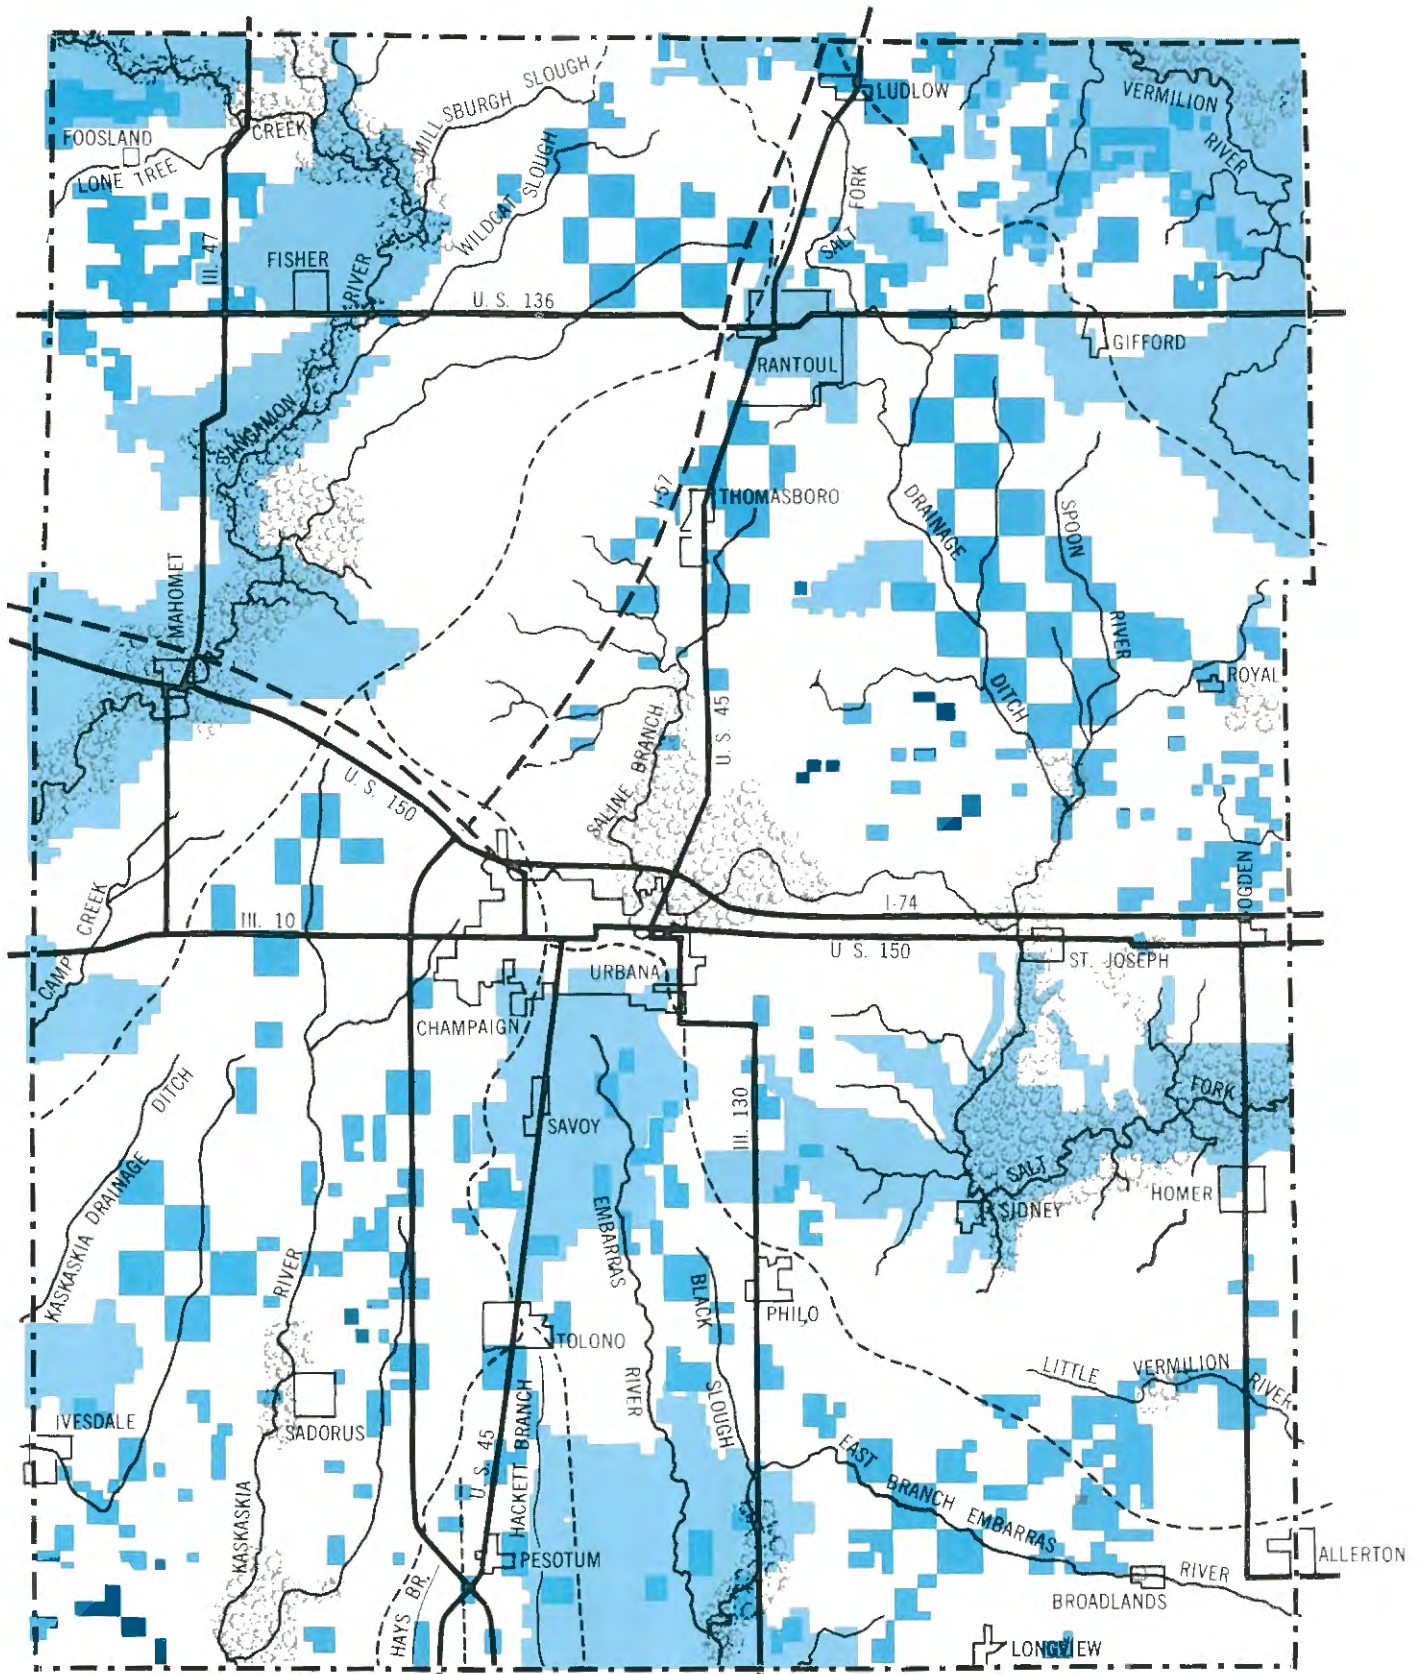 LUDLOW
VERMILION
RIVER
MILLSBURGH SLOUGH
FOOSLAND
CREEK
LONE TREE
WILDCAT SLOUGH
SALT FORK
III. 47
FISHER
RIVER
U. S. 136
GIFFORD
RANTOUL
SANGAMON
I-57
THOMASBORO
DRAINAGE
SPOON
MAHOMET
RIVER
ROYAL
DITCH
U. S. 45
SALINE BRANCH
U. S. 150
OGDEN
CAMP CREEK
III. 10
I-74
U S. 150
ST. JOSEPH
URBANA
CHAMPAIGN
DITCH
FORK
SAVOY
III. 130
KASKASKIA DRAINAGE
SALT
HOMER
EMBARRAS
SIDNEY
RIVER
BLACK
PHILO
TOLONO
LITTLE VERMILION RIVER
RIVER
SLOUGH
IVESDALE
SADORUS
HACKETT BRANCH
U. S. 45
EAST BRANCH EMBARRAS
KASKASKIA
PESOTUM
ALLERTON
RIVER
HAYS BR.
BROADLANDS
LONGVIEW